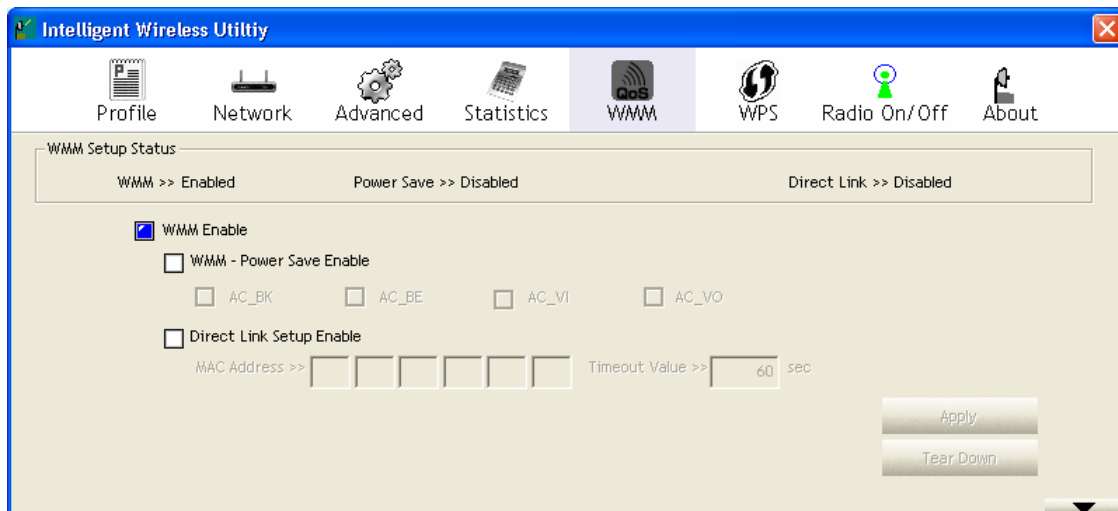 Intelligent Wireless Utiltiy
Profile Network Advanced Statistics WMM WPS Radio On/Off About
QoS
WMM Setup Status
WMM >> Enabled Power Save >> Disabled Direct Link >> Disabled
WMM Enable
WMM - Power Save Enable
AC_BK AC_BE AC_VI AC_VO
Direct Link Setup Enable
MAC Address >> Timeout Value >> 60 sec
Apply
Tear Down